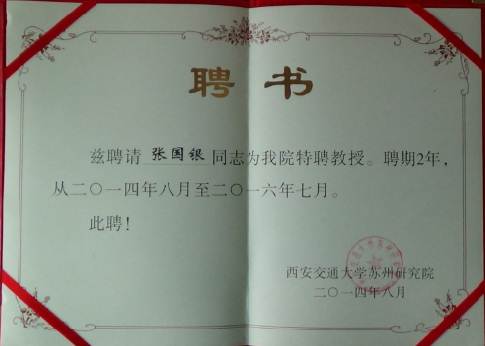 聘书
兹聘请 张国银 同志为我院特聘教授。聘期2年，
从二〇一四年八月至二〇一六年七月。
此聘！
西安交通大学苏州研究院
二〇一四年八月